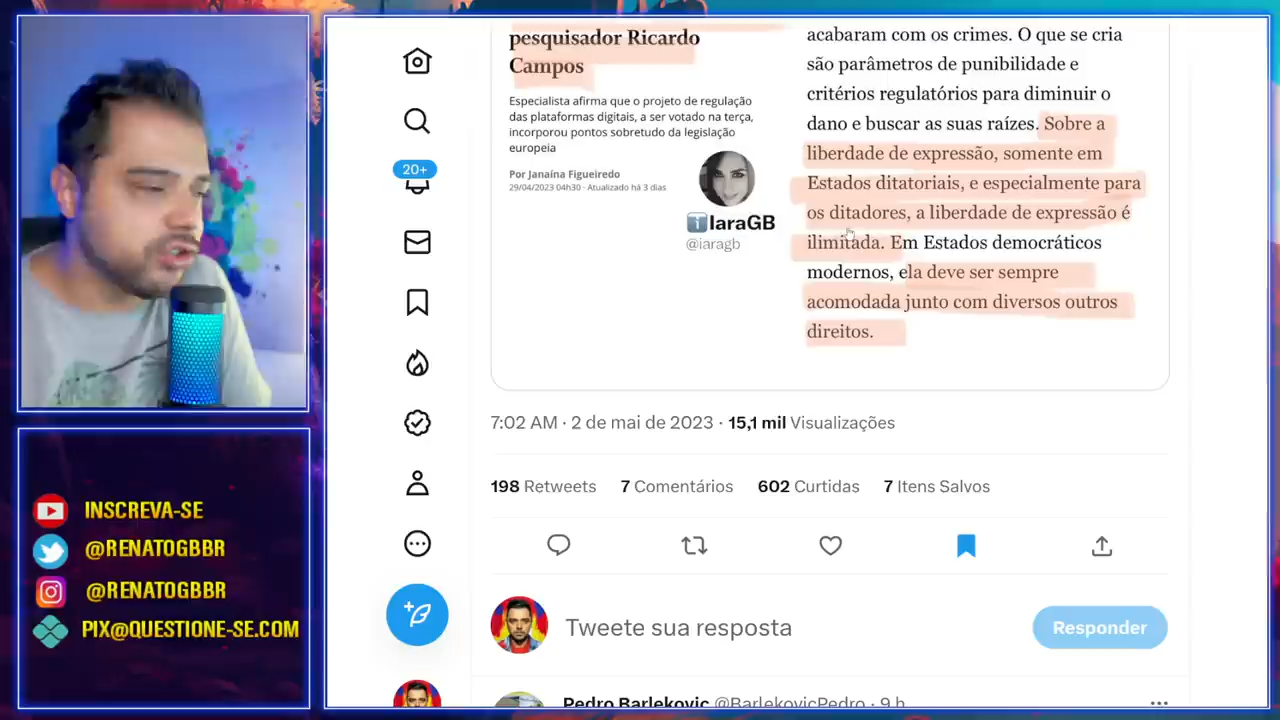 pesquisador Ricardo
Campos
Especialista afirma que o projeto de regulação
das plataformas digitais, a ser votado na terça,
incorporou pontos sobretudo da legislação
europeia
Por Janaína Figueiredo
29/04/2023 04h30 · Atualizado há 3 dias
IaraGB
@iaragb
acabaram com os crimes. O que se cria
são parâmetros de punibilidade e
critérios regulatórios para diminuir o
dano e buscar as suas raízes. Sobre a
liberdade de expressão, somente em
Estados ditatoriais, e especialmente para
os ditadores, a liberdade de expressão é
ilimitada. Em Estados democráticos
modernos, ela deve ser sempre
acomodada junto com diversos outros
direitos.
20+
7:02 AM · 2 de mai de 2023 · 15,1 mil Visualizações
198 Retweets 7 Comentários 602 Curtidas 7 Itens Salvos
Tweete sua resposta
Responder
Pedro Barlekovic @BarlekovicPedro · 9 h
INSCREVA-SE
@RENATOGBBR
@RENATOGBBR
PIX@QUESTIONE-SE.COM